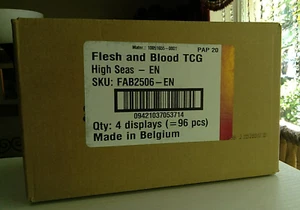 PAP 20
Flesh and Blood TCG
High Seas - EN
SKU: FAB2506-EN
09421037053714
Qty: 4 displays (=96 pcs)
Made in Belgium